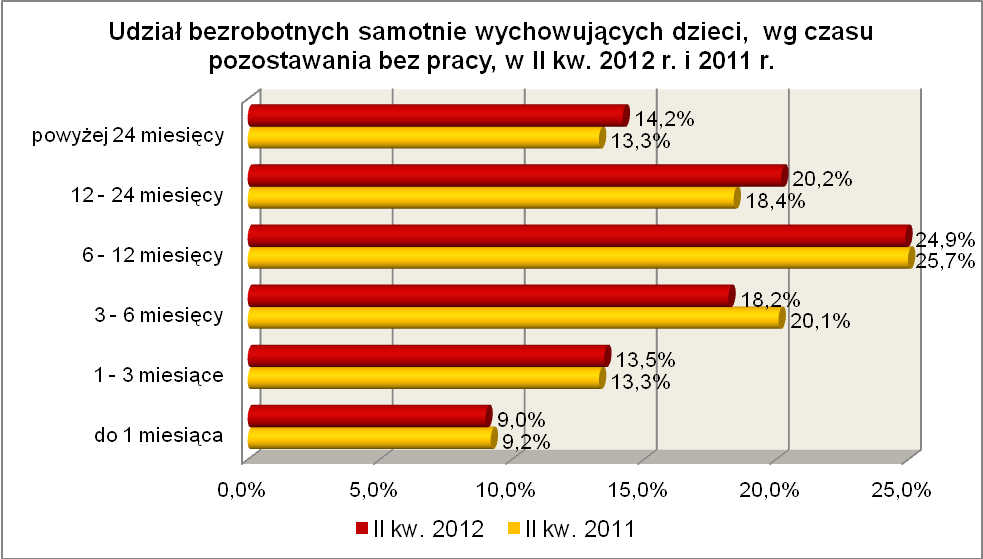 Udział bezrobotnych samotnie wychowujących dzieci, wg czasu
pozostawania bez pracy, w II kw. 2012 r. i 2011 r.
powyżej 24 miesięcy
14,2%
13,3%
12 - 24 miesięcy
20,2%
18,4%
6 - 12 miesięcy
24,9%
25,7%
3 - 6 miesięcy
18,2%
20,1%
1 - 3 miesiące
13,5%
13,3%
do 1 miesiąca
9,0%
9,2%
0,0% 5,0% 10,0% 15,0% 20,0% 25,0%
II kw. 2012 II kw. 2011